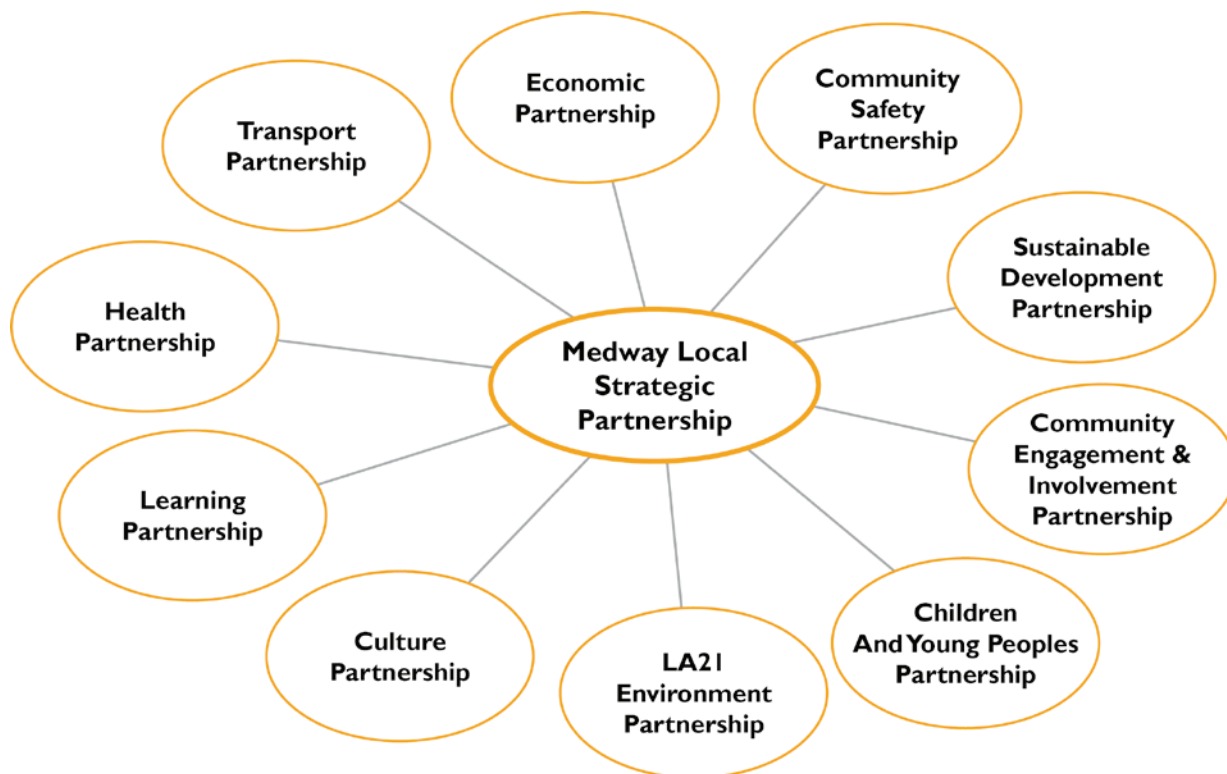 Economic
Partnership
Community
Safety
Partnership
Transport
Partnership
Sustainable
Development
Partnership
Health
Partnership
Medway Local
Strategic
Partnership
Community
Engagement &
Involvement
Partnership
Learning
Partnership
Culture
Partnership
LA21
Environment
Partnership
Children
And Young Peoples
Partnership